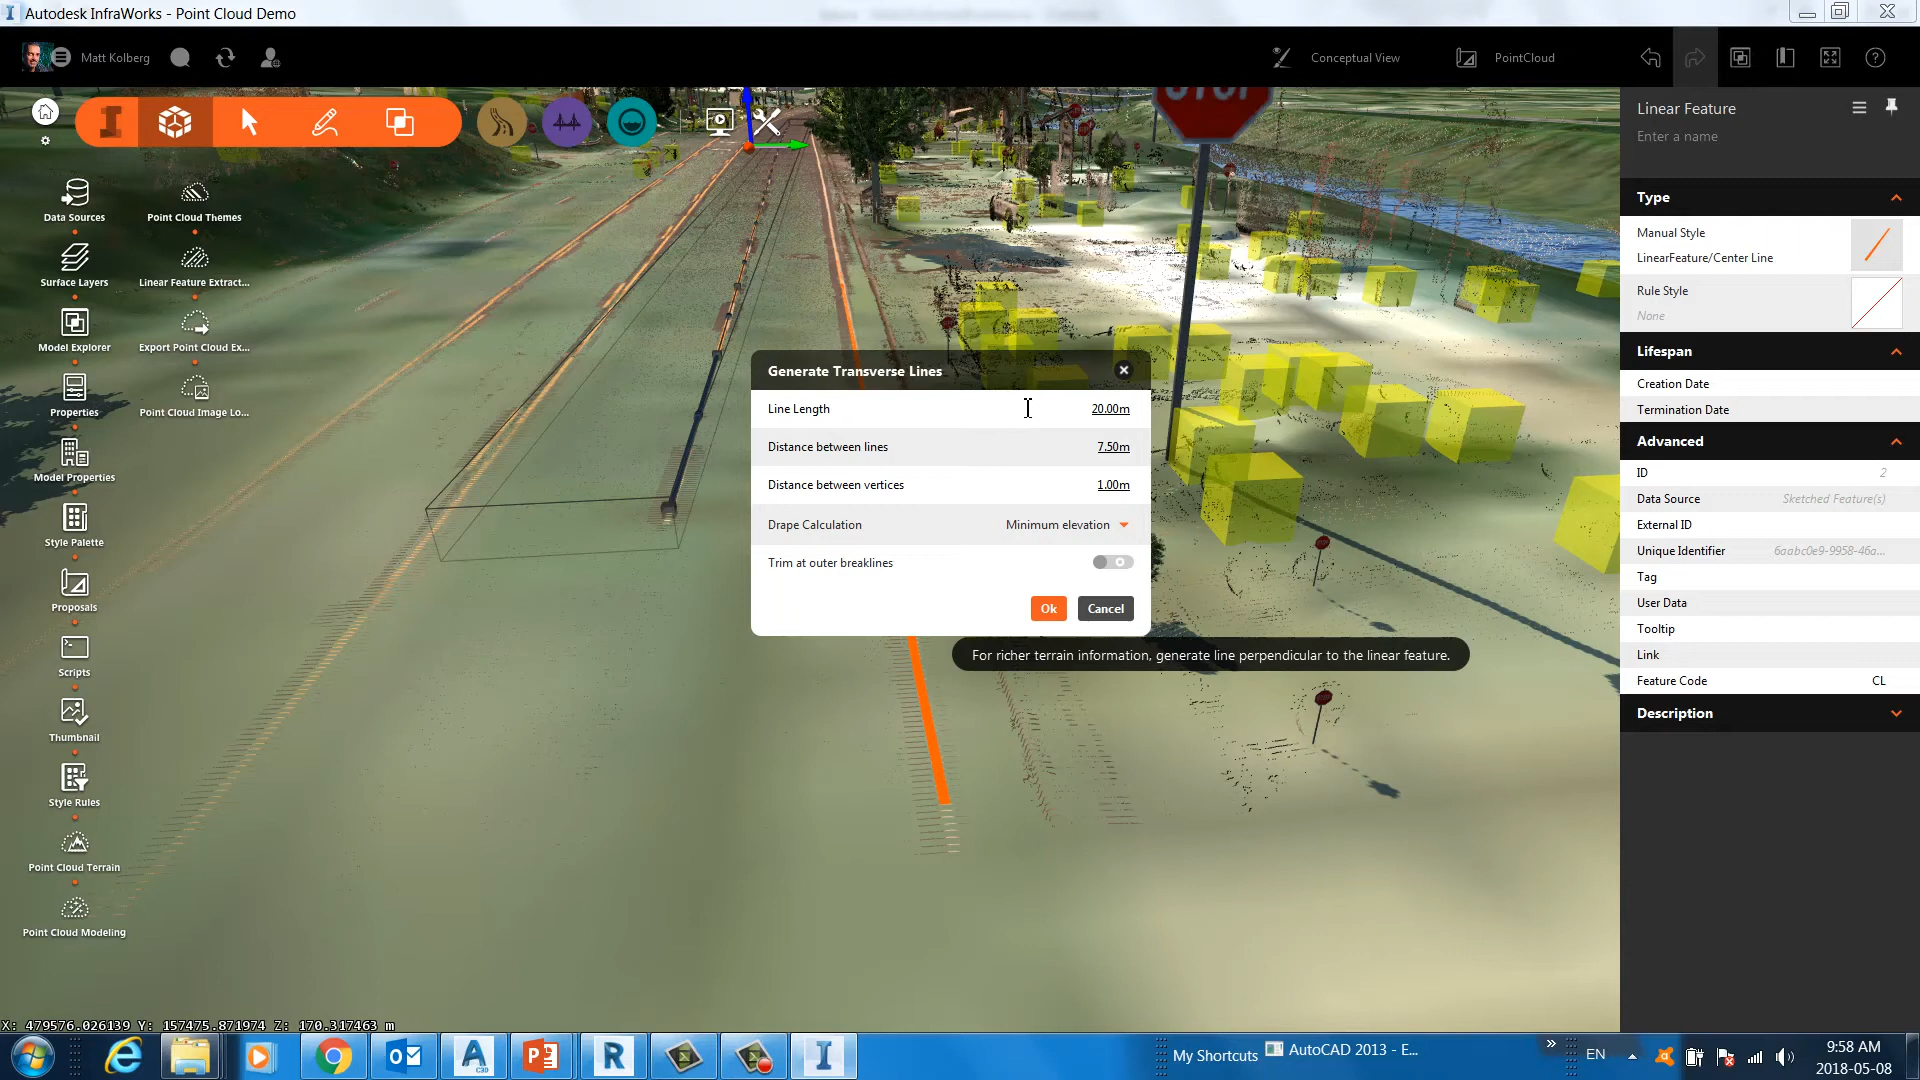 Autodesk InfraWorks - Point Cloud Demo
Matt Kolberg
Conceptual View
PointCloud
Data Sources
Surface Layers
Model Explorer
Properties
Model Properties
Style Palette
Proposals
Scripts
Thumbnail
Style Rules
Point Cloud Terrain
Point Cloud Modeling
Point Cloud Themes
Linear Feature Extract...
Export Point Cloud Ex...
Point Cloud Image Lo...
STOP
Generate Transverse Lines
Line Length
20.00m
Distance between lines
7.50m
Distance between vertices
1.00m
Drape Calculation
Minimum elevation
Trim at outer breaklines
Ok
Cancel
For richer terrain information, generate line perpendicular to the linear feature.
Linear Feature
Enter a name
Type
Manual Style
LinearFeature/Center Line
Rule Style
None
Lifespan
Creation Date
Termination Date
Advanced
ID
2
Data Source
Sketched Feature(s)
External ID
Unique Identifier
6aabc0e9-9958-46a...
Tag
User Data
Tooltip
Link
Feature Code
CL
Description
X: 479576.026139 Y: 157475.871974 Z: 170.317463 m
My Shortcuts
AutoCAD 2013 - E...
EN
9:58 AM
2018-05-08